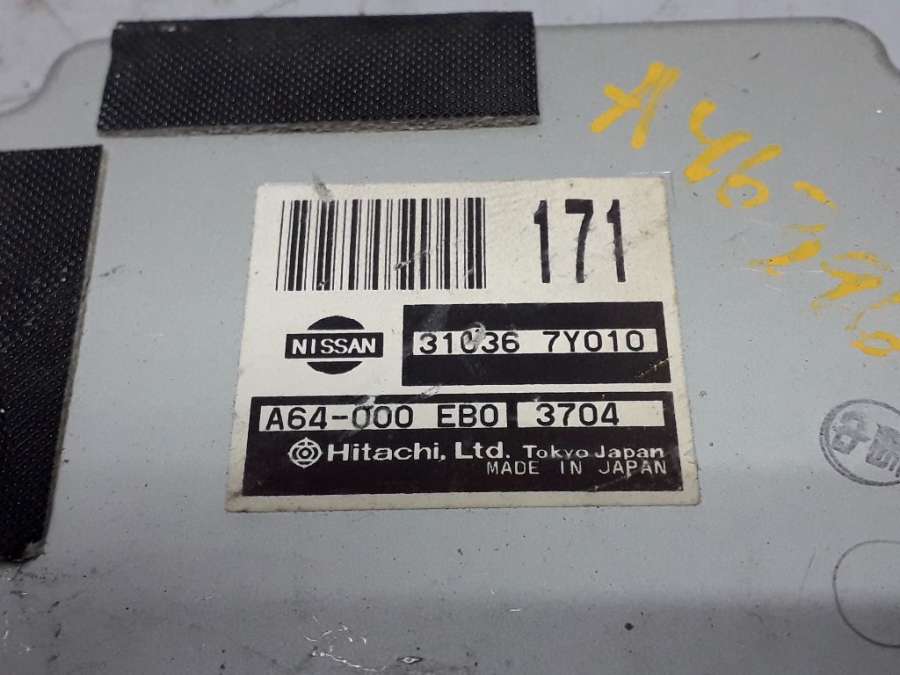 171
NISSAN
31036 7Y010
A64-000 EB0 3704
Hitachi, Ltd. Tokyo Japan
MADE IN JAPAN